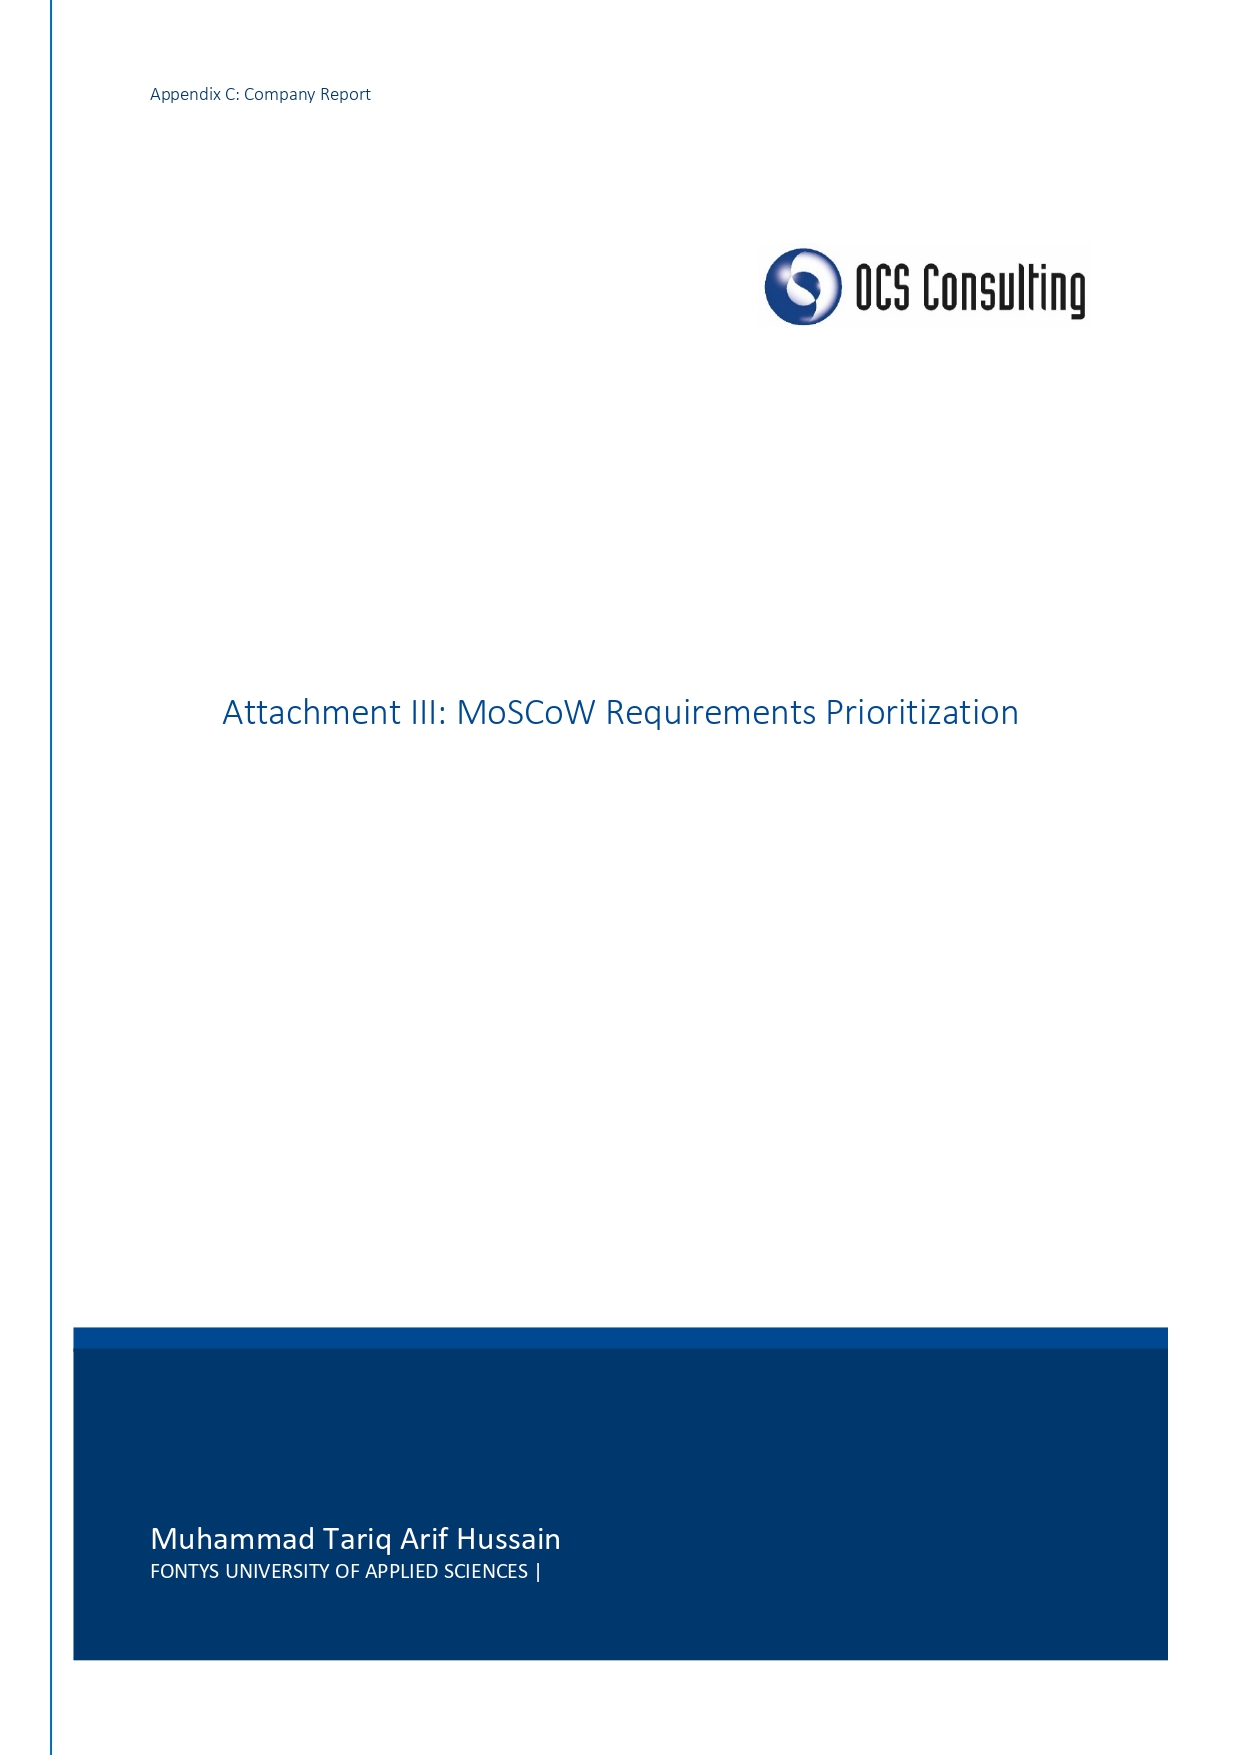 Appendix C: Company Report
OCS Consulting
Attachment III: MoSCoW Requirements Prioritization
Muhammad Tariq Arif Hussain
FONTYS UNIVERSITY OF APPLIED SCIENCES |